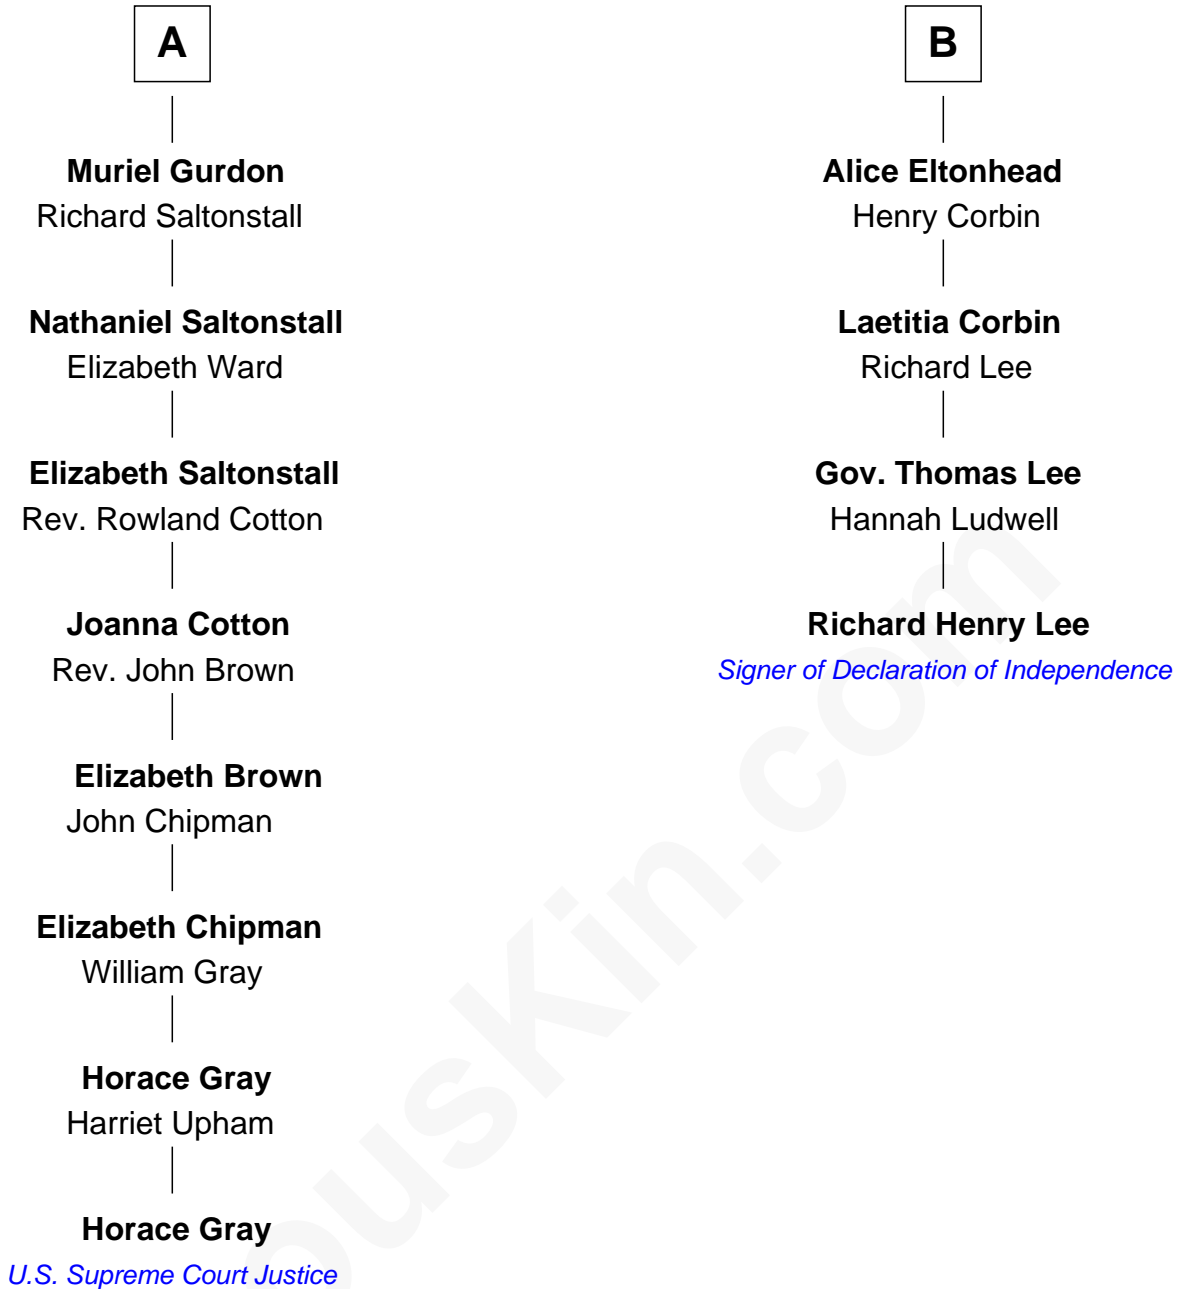 A
Muriel Gurdon
Richard Saltonstall
Nathaniel Saltonstall
Elizabeth Ward
Elizabeth Saltonstall
Rev. Rowland Cotton
Joanna Cotton
Rev. John Brown
Elizabeth Brown
John Chipman
Elizabeth Chipman
William Gray
Horace Gray
Harriet Upham
Horace Gray
U.S. Supreme Court Justice
B
Alice Eltonhead
Henry Corbin
Laetitia Corbin
Richard Lee
Gov. Thomas Lee
Hannah Ludwell
Richard Henry Lee
Signer of Declaration of Independence
ousKin.com